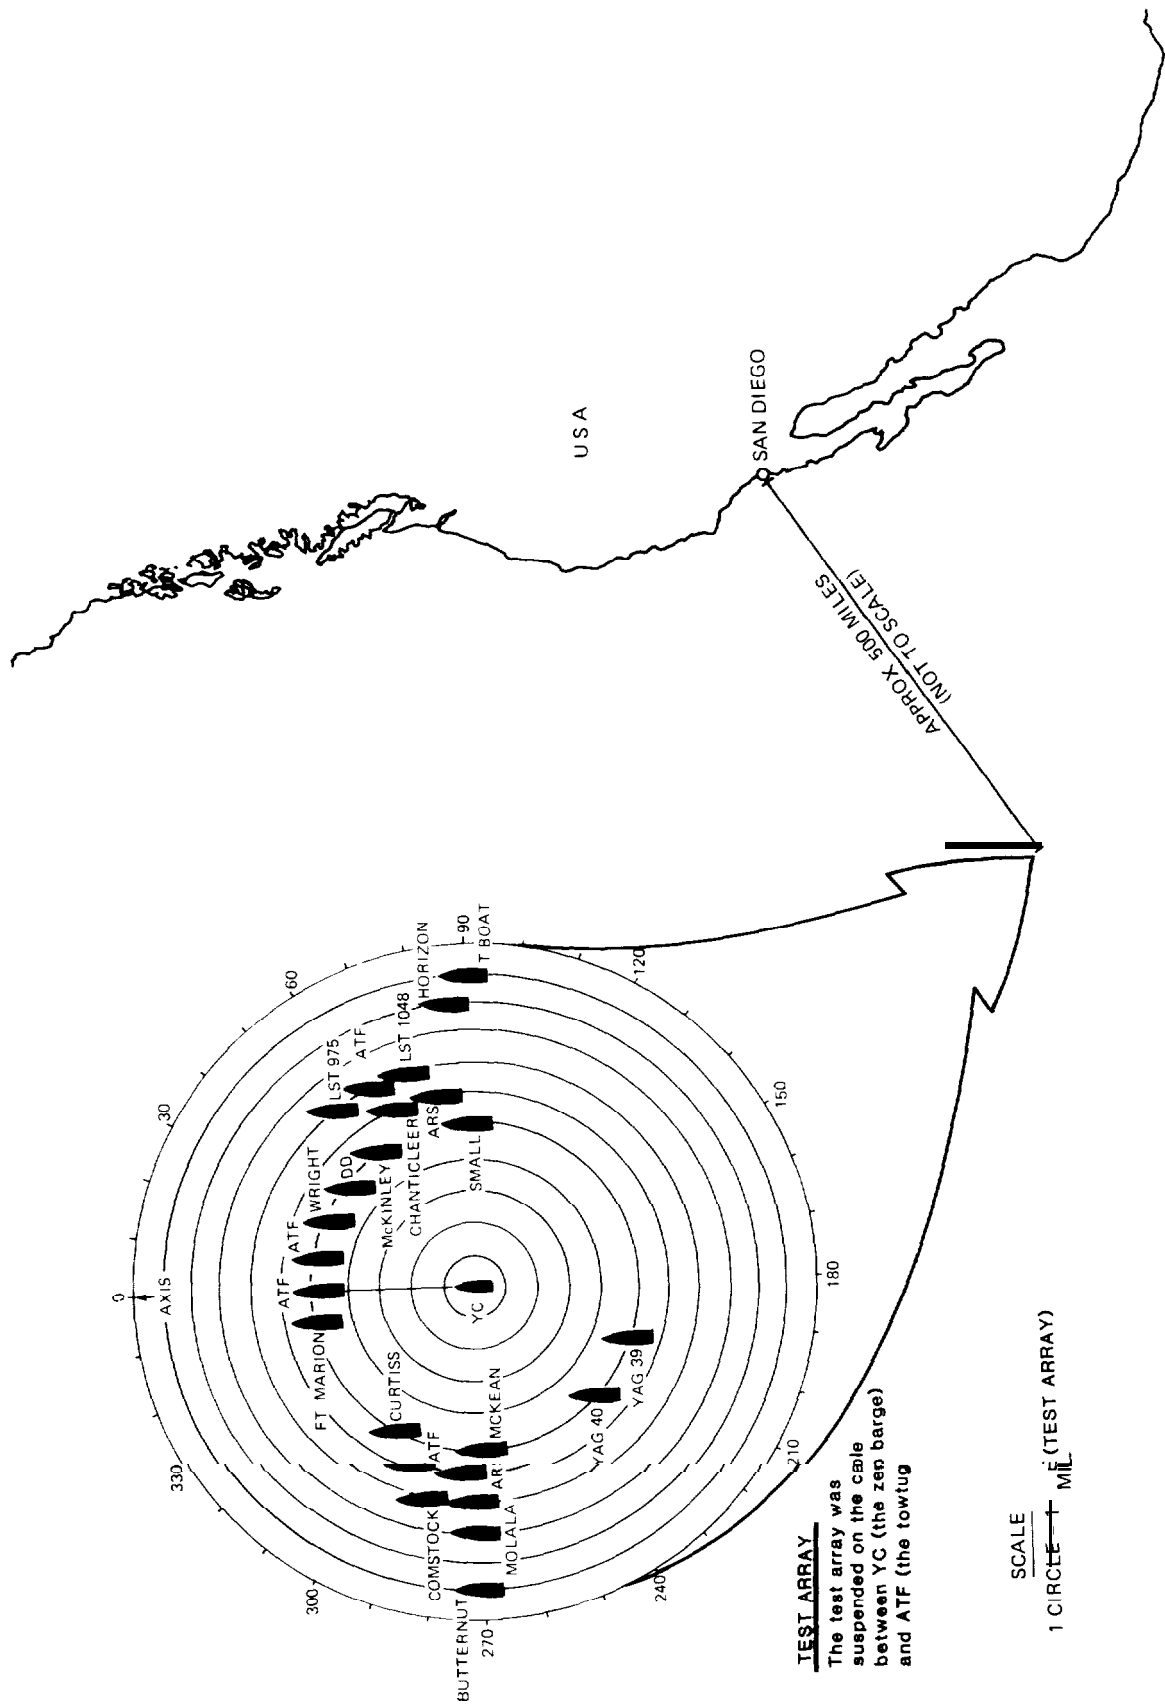 0
AXIS
30
60
90
120
150
180
210
240
270
300
330
BUTTERNUT
MOLALA
COMSTOCK
ATF
MCKEAN
CURTISS
FT MARION
ATF
ATF
WRIGHT
DD
McKINLEY
CHANTICLEER
ARS
SMALL
LST 975
ATF
LST 1048
HORIZON
T BOAT
YC
YAG 39
YAG 40
USA
SAN DIEGO
APPROX 500 MILES
(NOT TO SCALE)
TEST ARRAY
The test array was
suspended on the cable
between YC (the zen barge)
and ATF (the towtug
SCALE
1 CIRCLE = 1 MILE (TEST ARRAY)